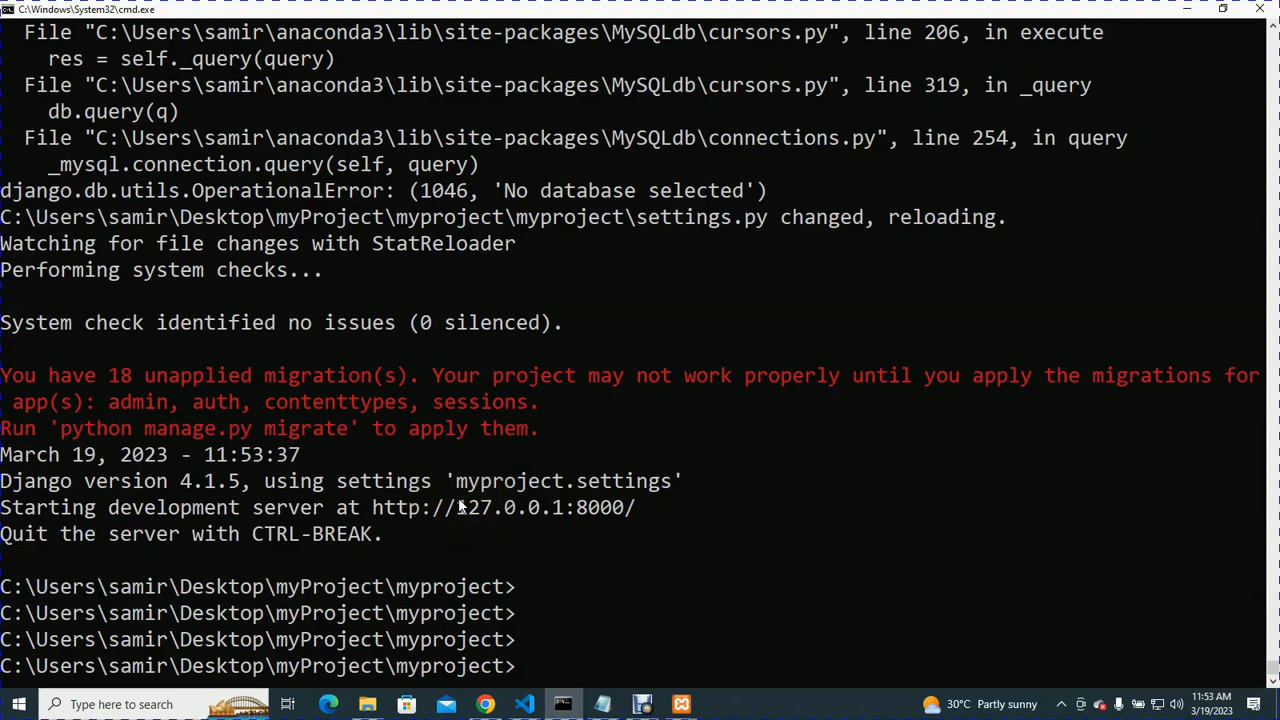 C:\Windows\System32\cmd.exe
File "C:\Users\samir\anaconda3\lib\site-packages\MySQLdb\cursors.py", line 206, in execute
res = self._query(query)
File "C:\Users\samir\anaconda3\lib\site-packages\MySQLdb\cursors.py", line 319, in _query
db.query(q)
File "C:\Users\samir\anaconda3\lib\site-packages\MySQLdb\connections.py", line 254, in query
_mysql.connection.query(self, query)
django.db.utils.OperationalError: (1046, 'No database selected')
C:\Users\samir\Desktop\myProject\myproject\myproject\settings.py changed, reloading.
Watching for file changes with StatReloader
Performing system checks...
System check identified no issues (0 silenced).
You have 18 unapplied migration(s). Your project may not work properly until you apply the migrations for
app(s): admin, auth, contenttypes, sessions.
Run 'python manage.py migrate' to apply them.
March 19, 2023 - 11:53:37
Django version 4.1.5, using settings 'myproject.settings'
Starting development server at http://127.0.0.1:8000/
Quit the server with CTRL-BREAK.
C:\Users\samir\Desktop\myProject\myproject>
C:\Users\samir\Desktop\myProject\myproject>
C:\Users\samir\Desktop\myProject\myproject>
C:\Users\samir\Desktop\myProject\myproject>
Type here to search
30°C Partly sunny
11:53 AM
3/19/2023